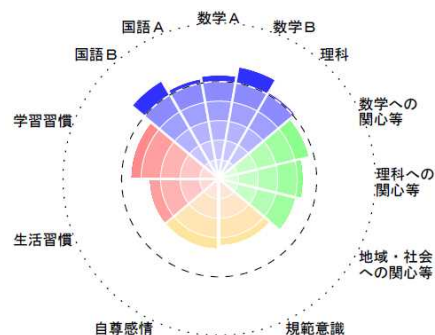 数学A
数学B
理科
数学への
関心等
理科への
関心等
地域・社会
への関心等
規範意識
自尊感情
生活習慣
学習習慣
国語B
国語A